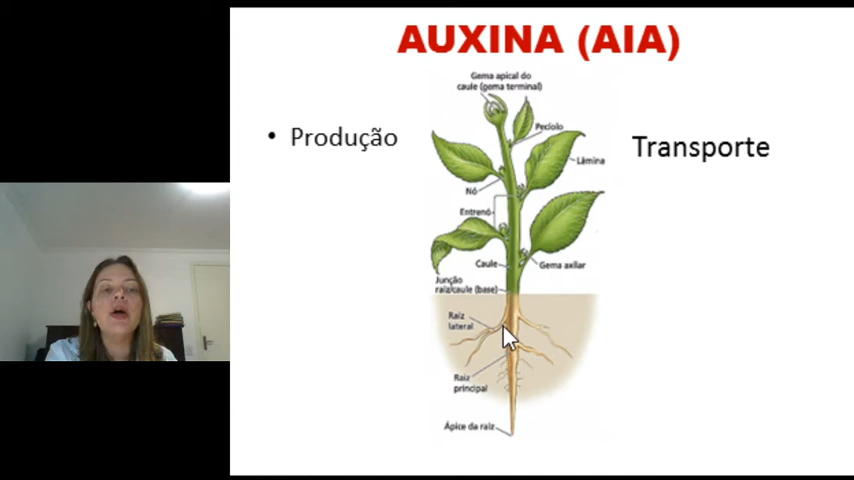 AUXINA (AIA)
Gema apical do
caule (gema terminal)
• Produção
Pecíolo
Transporte
Lâmina
Nó
Entrenó
Caule
Gema axilar
Junção
raiz/caule (base)
Raiz
lateral
Raiz
principal
Ápice da raiz